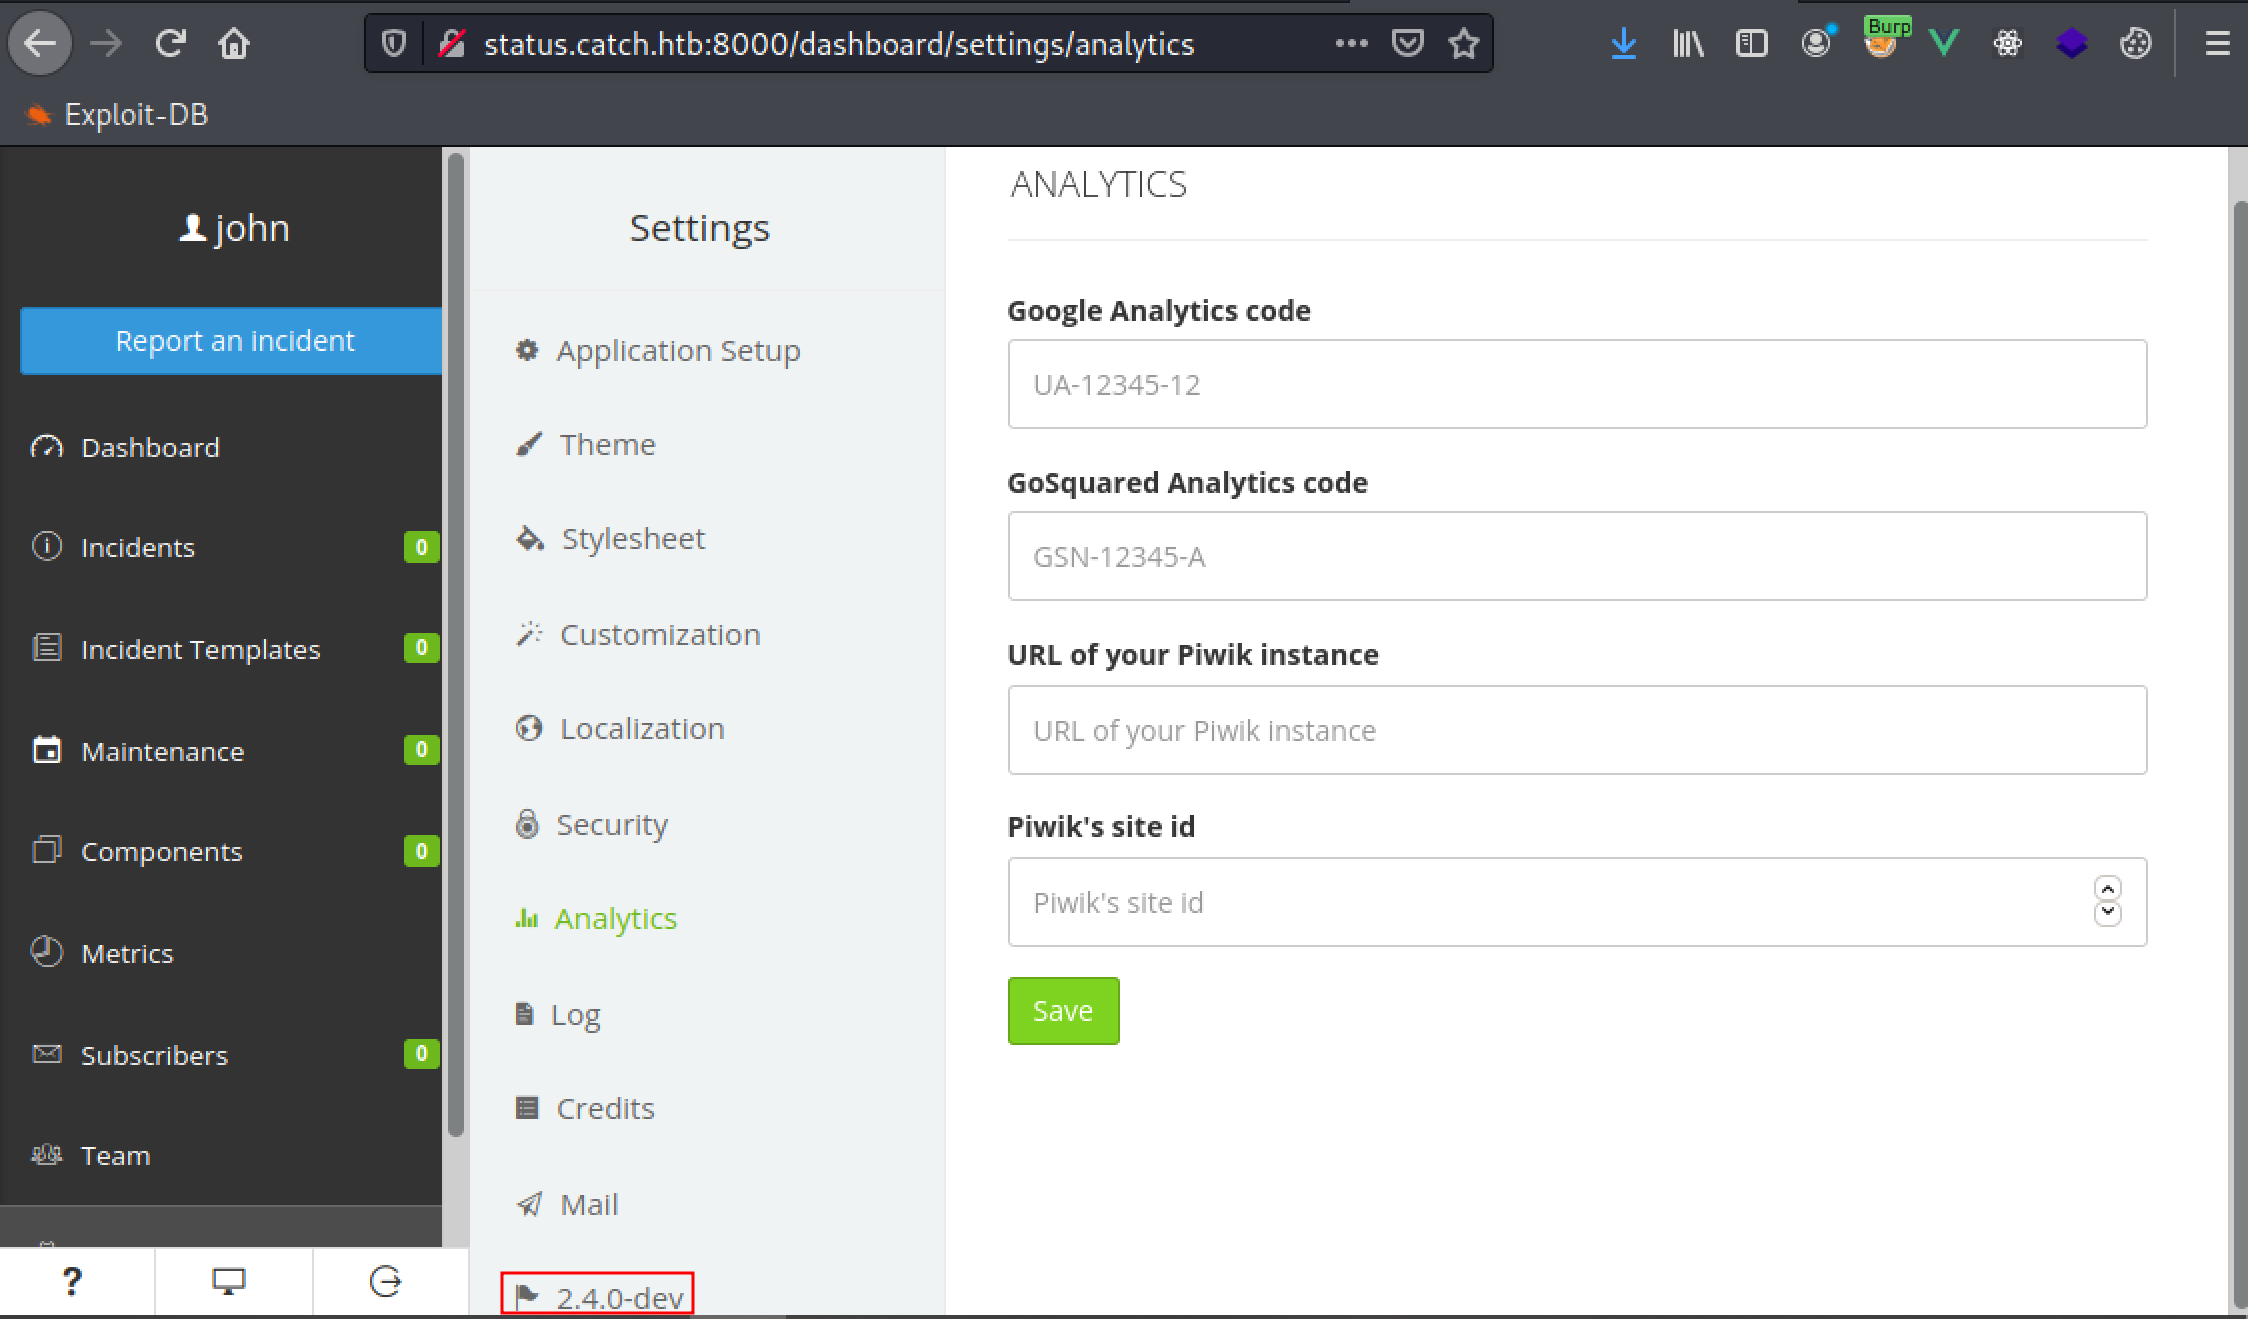 status.catch.htb:8000/dashboard/settings/analytics
Burp
Exploit-DB
john
Report an incident
Dashboard
Incidents 0
Incident Templates 0
Maintenance 0
Components 0
Metrics
Subscribers 0
Team
?
Settings
Application Setup
Theme
Stylesheet
Customization
Localization
Security
Analytics
Log
Credits
Mail
2.4.0-dev
ANALYTICS
Google Analytics code
UA-12345-12
GoSquared Analytics code
GSN-12345-A
URL of your Piwik instance
URL of your Piwik instance
Piwik's site id
Piwik's site id
Save